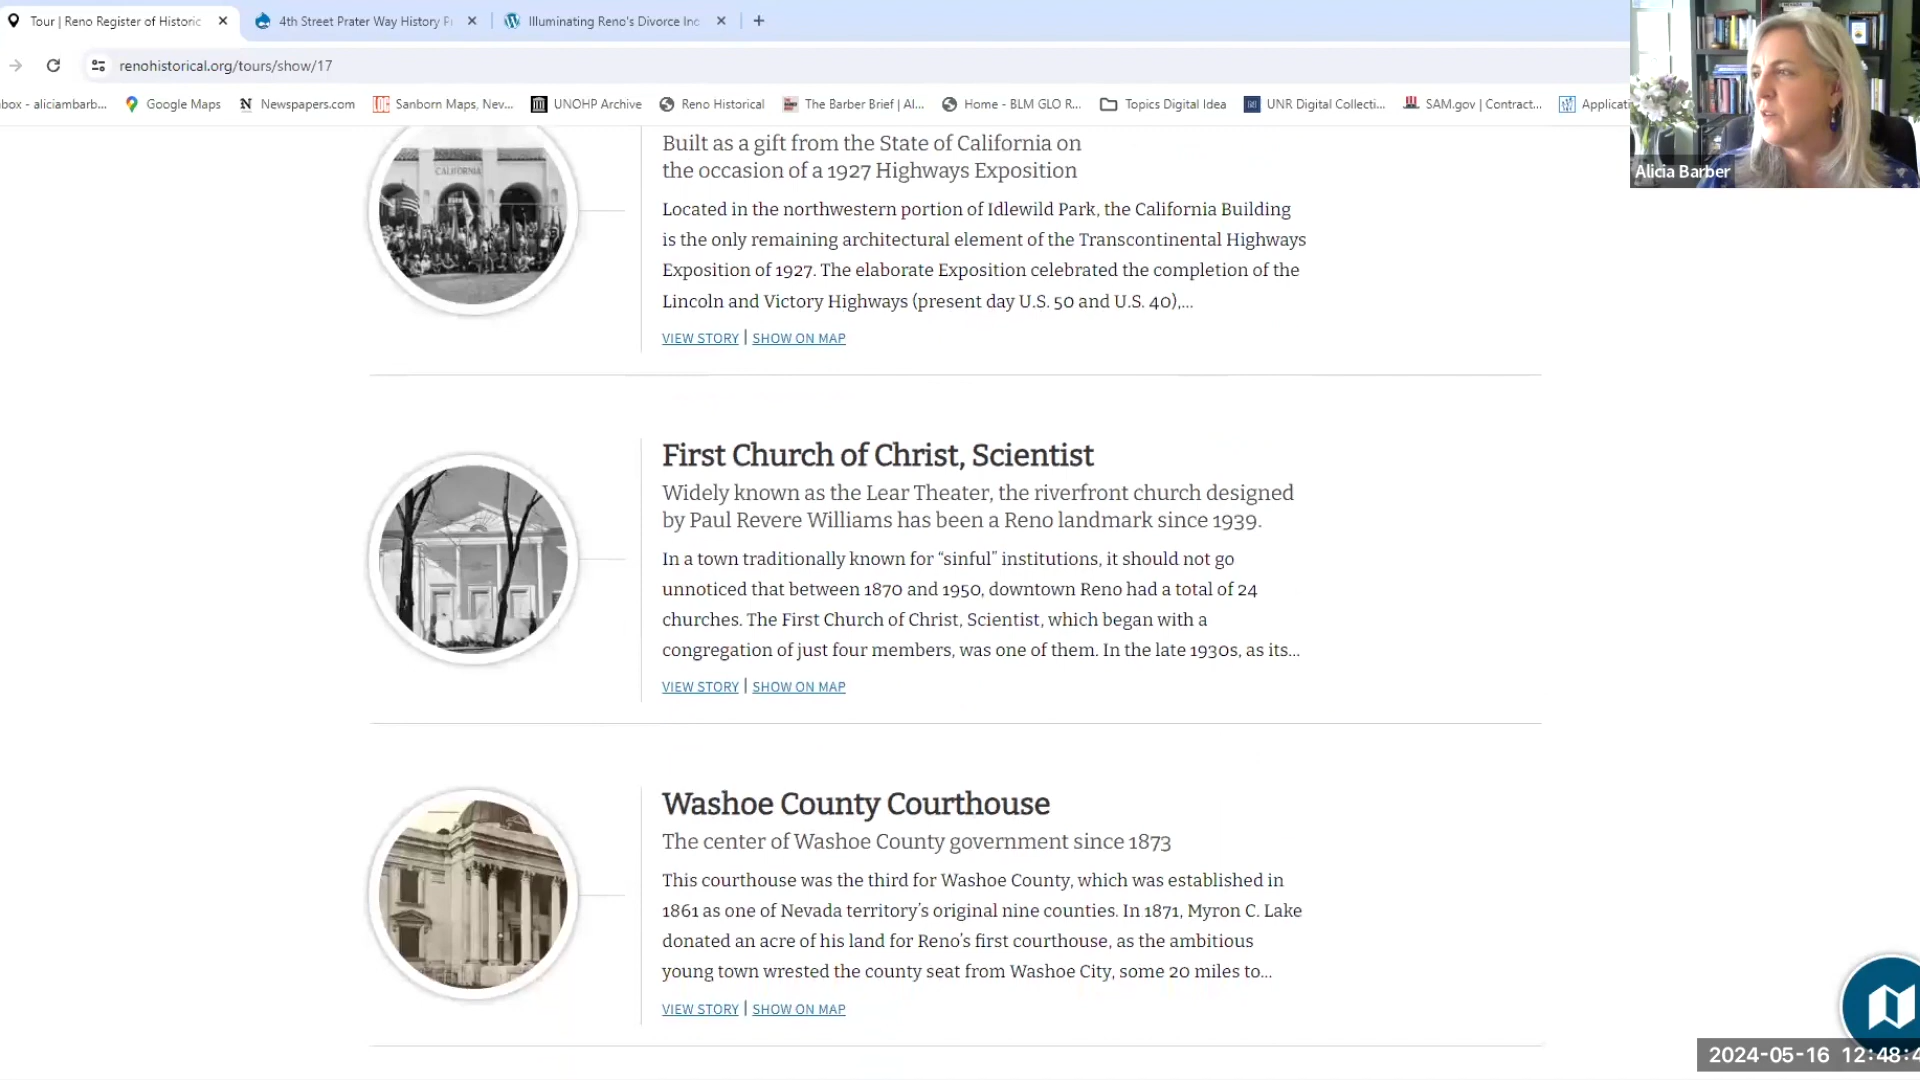 Tour | Reno Register of Historic
4th Street Prater Way History P
Illuminating Reno's Divorce Ind
renohistorical.org/tours/show/17
box - aliciambarb...
Google Maps
Newspapers.com
Sanborn Maps, Nev...
UNOHP Archive
Reno Historical
The Barber Brief | Al...
Home - BLM GLO R...
Topics Digital Idea
UNR Digital Collecti...
SAM.gov | Contract...
Applicati
Alicia Barber
CALIFORNIA
Built as a gift from the State of California on
the occasion of a 1927 Highways Exposition
Located in the northwestern portion of Idlewild Park, the California Building
is the only remaining architectural element of the Transcontinental Highways
Exposition of 1927. The elaborate Exposition celebrated the completion of the
Lincoln and Victory Highways (present day U.S. 50 and U.S. 40),...
VIEW STORY | SHOW ON MAP
First Church of Christ, Scientist
Widely known as the Lear Theater, the riverfront church designed
by Paul Revere Williams has been a Reno landmark since 1939.
In a town traditionally known for “sinful” institutions, it should not go
unnoticed that between 1870 and 1950, downtown Reno had a total of 24
churches. The First Church of Christ, Scientist, which began with a
congregation of just four members, was one of them. In the late 1930s, as its...
VIEW STORY | SHOW ON MAP
Washoe County Courthouse
The center of Washoe County government since 1873
This courthouse was the third for Washoe County, which was established in
1861 as one of Nevada territory’s original nine counties. In 1871, Myron C. Lake
donated an acre of his land for Reno’s first courthouse, as the ambitious
young town wrested the county seat from Washoe City, some 20 miles to...
VIEW STORY | SHOW ON MAP
2024-05-16 12:48:4